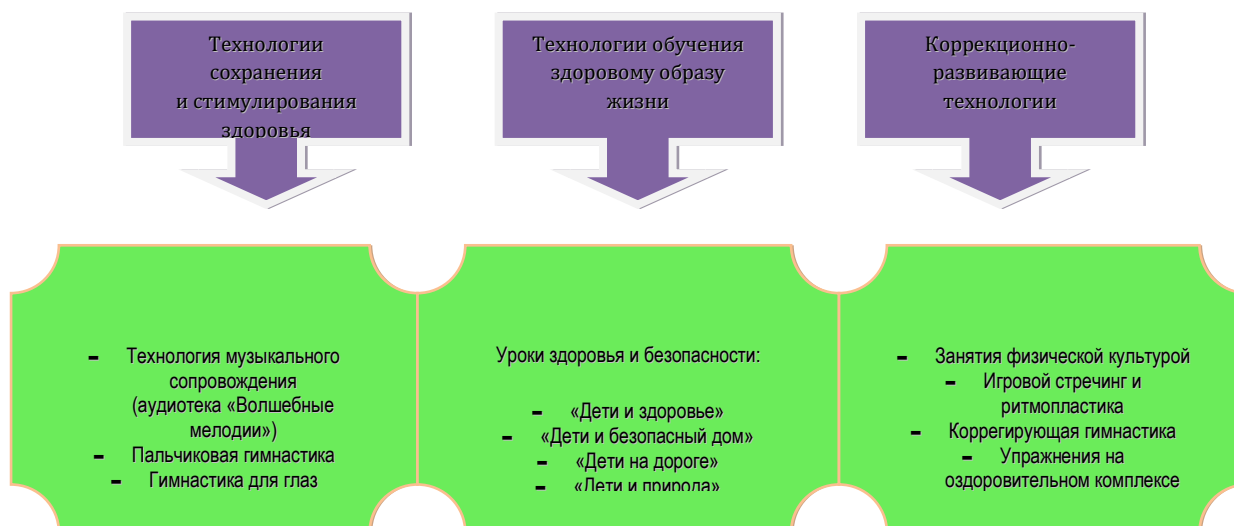 Технологии
сохранения
и стимулирования
здоровья
Технологии обучения
здоровому образу
жизни
Коррекционно-
развивающие
технологии
- Технология музыкального
сопровождения
(аудиотека «Волшебные
мелодии»)
- Пальчиковая гимнастика
- Гимнастика для глаз
Уроки здоровья и безопасности:
- «Дети и здоровье»
- «Дети и безопасный дом»
- «Дети на дороге»
- «Дети и природа»
- Занятия физической культурой
- Игровой стречинг и
ритмопластика
- Коррегирующая гимнастика
- Упражнения на
оздоровительном комплексе